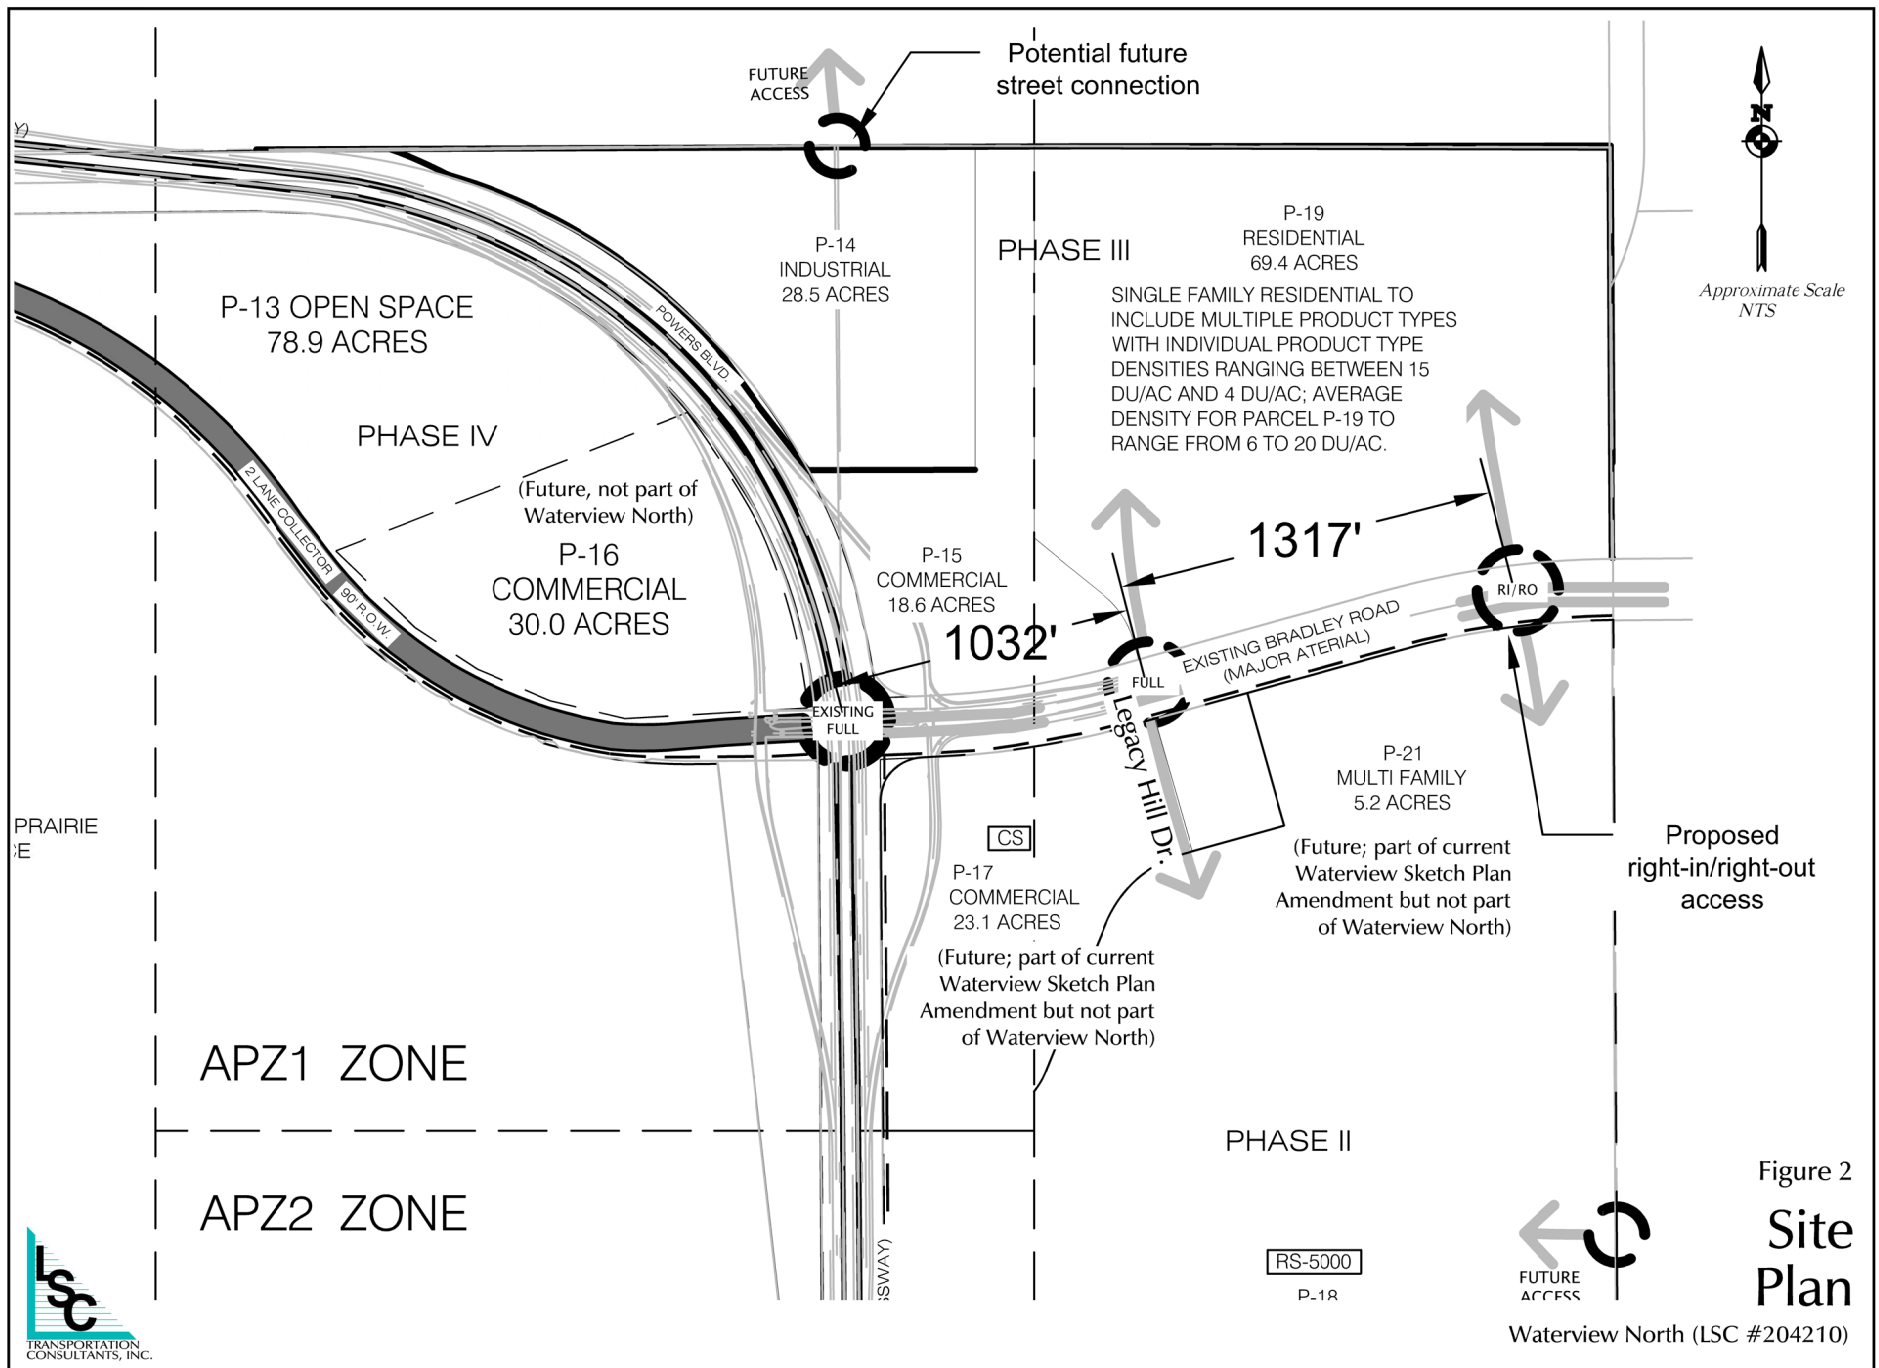 Potential future
street connection
FUTURE
ACCESS
Y)
N
Approximate Scale
NTS
P-19
RESIDENTIAL
69.4 ACRES
SINGLE FAMILY RESIDENTIAL TO
INCLUDE MULTIPLE PRODUCT TYPES
WITH INDIVIDUAL PRODUCT TYPE
DENSITIES RANGING BETWEEN 15
DU/AC AND 4 DU/AC; AVERAGE
DENSITY FOR PARCEL P-19 TO
RANGE FROM 6 TO 20 DU/AC.
PHASE III
P-14
INDUSTRIAL
28.5 ACRES
P-13 OPEN SPACE
78.9 ACRES
POWERS BLVD.
PHASE IV
2 LANE COLLECTOR
90' R.O.W.
(Future, not part of
Waterview North)
P-16
COMMERCIAL
30.0 ACRES
P-15
COMMERCIAL
18.6 ACRES
1032'
1317'
RI/RO
EXISTING BRADLEY ROAD
(MAJOR ATERIAL)
FULL
EXISTING
FULL
Legacy Hill Dr.
P-21
MULTI FAMILY
5.2 ACRES
(Future; part of current
Waterview Sketch Plan
Amendment but not part
of Waterview North)
Proposed
right-in/right-out
access
PRAIRIE
E
CS
P-17
COMMERCIAL
23.1 ACRES
(Future; part of current
Waterview Sketch Plan
Amendment but not part
of Waterview North)
APZ1 ZONE
APZ2 ZONE
PHASE II
SSWAY)
RS-5000
P-18
FUTURE
ACCESS
Figure 2
Site
Plan
Waterview North (LSC #204210)
LSC
TRANSPORTATION
CONSULTANTS, INC.